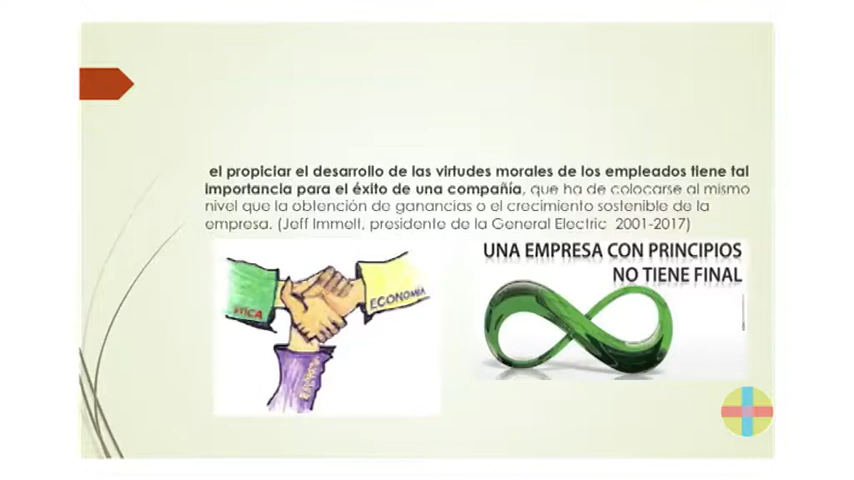 el propiciar el desarrollo de las virtudes morales de los empleados tiene tal
importancia para el éxito de una compañía, que ha de colocarse al mismo
nivel que la obtención de ganancias o el crecimiento sostenible de la
empresa. (Jeff Immelt, presidente de la General Electric 2001-2017)
UNA EMPRESA CON PRINCIPIOS
NO TIENE FINAL
ETICA
ECONOMIA